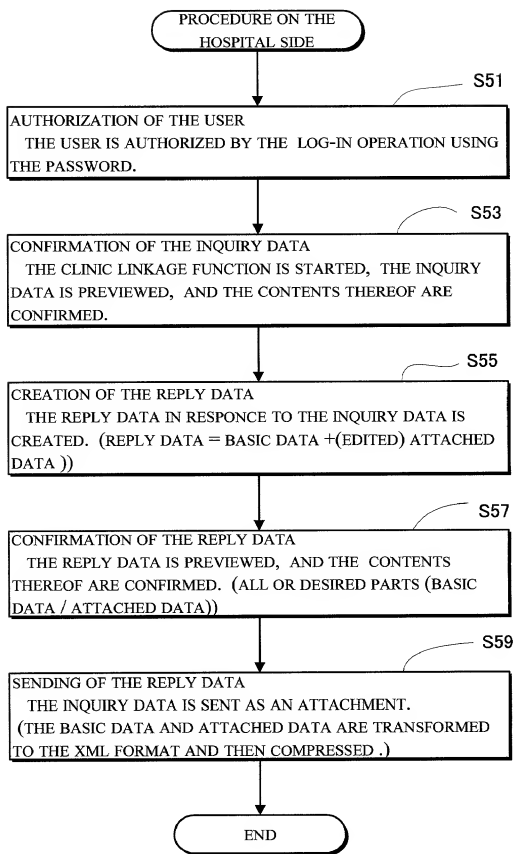 PROCEDURE ON THE
HOSPITAL SIDE
S51
AUTHORIZATION OF THE USER
THE USER IS AUTHORIZED BY THE LOG-IN OPERATION USING
THE PASSWORD.
S53
CONFIRMATION OF THE INQUIRY DATA
THE CLINIC LINKAGE FUNCTION IS STARTED, THE INQUIRY
DATA IS PREVIEWED, AND THE CONTENTS THEREOF ARE
CONFIRMED.
S55
CREATION OF THE REPLY DATA
THE REPLY DATA IN RESPONCE TO THE INQUIRY DATA IS
CREATED. (REPLY DATA = BASIC DATA +(EDITED) ATTACHED
DATA ))
S57
CONFIRMATION OF THE REPLY DATA
THE REPLY DATA IS PREVIEWED, AND THE CONTENTS
THEREOF ARE CONFIRMED. (ALL OR DESIRED PARTS (BASIC
DATA / ATTACHED DATA))
S59
SENDING OF THE REPLY DATA
THE INQUIRY DATA IS SENT AS AN ATTACHMENT.
(THE BASIC DATA AND ATTACHED DATA ARE TRANSFORMED
TO THE XML FORMAT AND THEN COMPRESSED .)
END